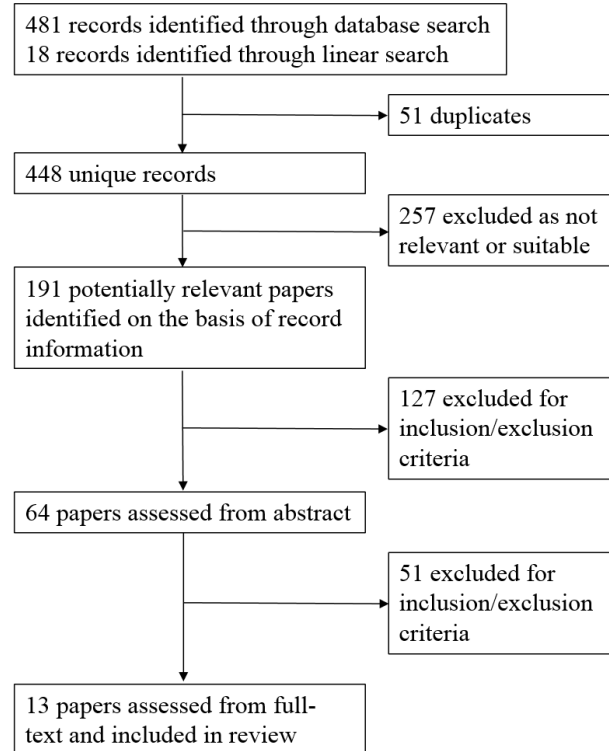 481 records identified through database search
18 records identified through linear search
51 duplicates
448 unique records
257 excluded as not
relevant or suitable
191 potentially relevant papers
identified on the basis of record
information
127 excluded for
inclusion/exclusion
criteria
64 papers assessed from abstract
51 excluded for
inclusion/exclusion
criteria
13 papers assessed from full-
text and included in review